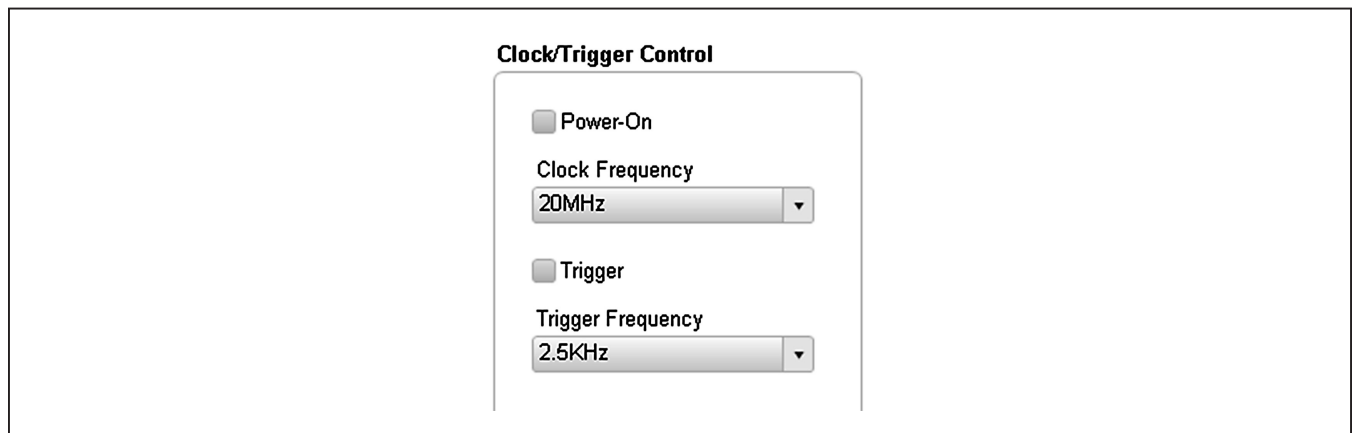 Clock/Trigger Control
Power-On
Clock Frequency
20MHz
Trigger
Trigger Frequency
2.5KHz